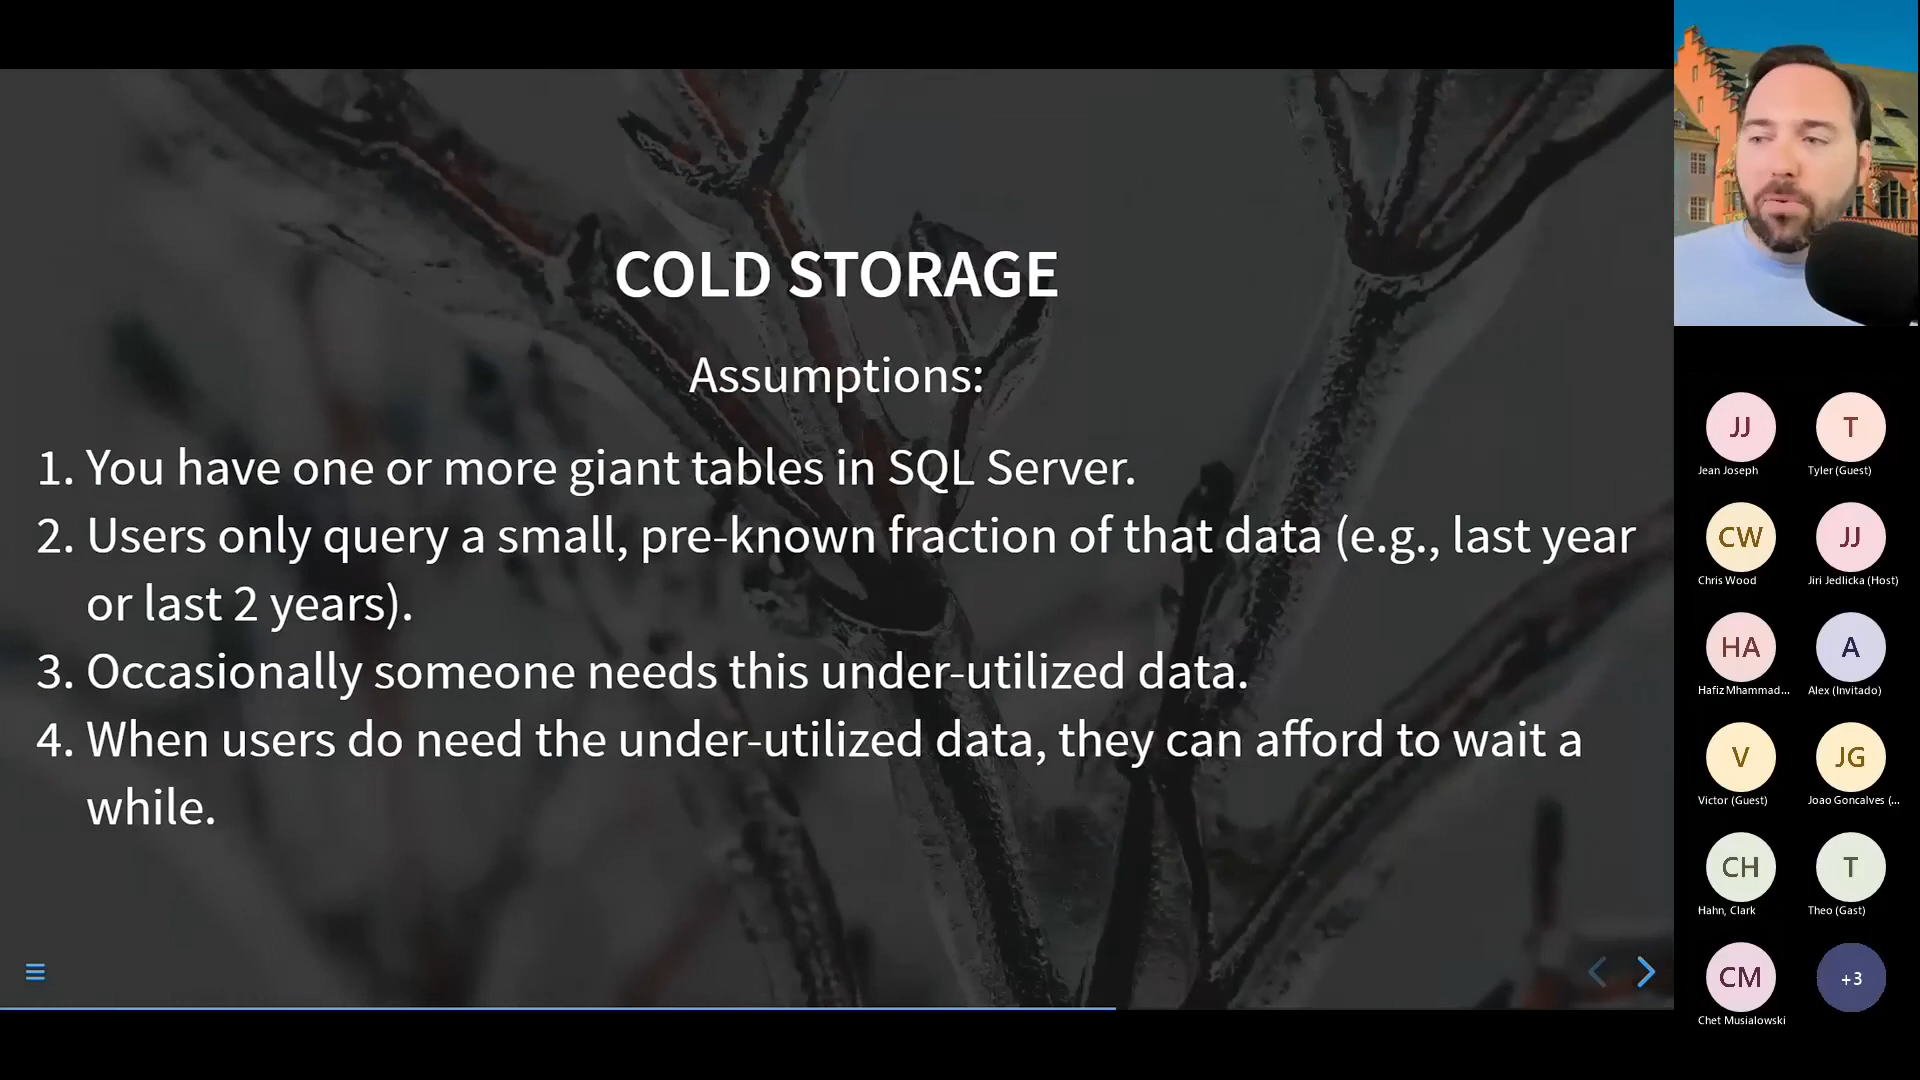 COLD STORAGE
Assumptions:
1. You have one or more giant tables in SQL Server.
2. Users only query a small, pre-known fraction of that data (e.g., last year
or last 2 years).
3. Occasionally someone needs this under-utilized data.
4. When users do need the under-utilized data, they can afford to wait a
while.
JJ
Jean Joseph
T
Tyler (Guest)
CW
Chris Wood
JJ
Jiri Jedlicka (Host)
HA
Hafiz Mhammad...
A
Alex (Invitado)
V
Victor (Guest)
JG
Joao Goncalves (...
CH
Hahn, Clark
T
Theo (Gast)
CM
Chet Musialowski
+3